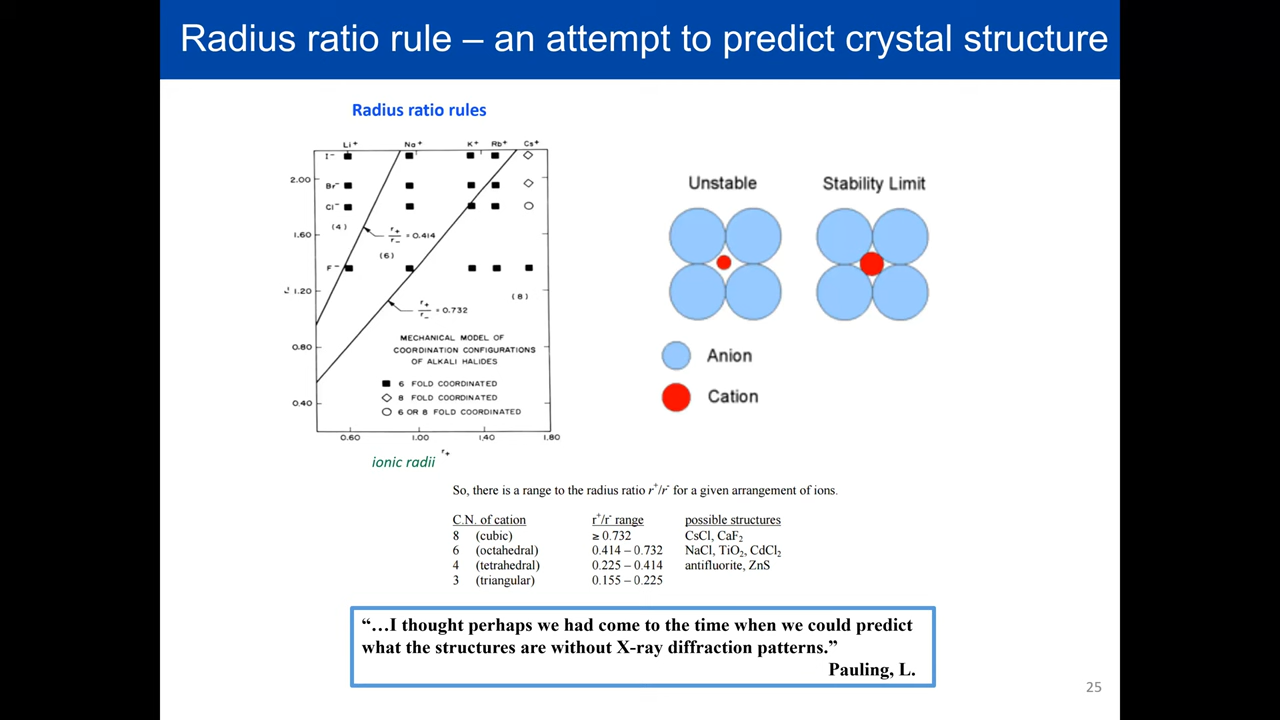 Radius ratio rule – an attempt to predict crystal structure
Radius ratio rules
Li+ Na+ K+ Rb+ Cs+
I−
2.00
Br−
Cl−
(4)
1.60
r+/r− = 0.414
(6)
F−
r− 1.20
(8)
r+/r− = 0.732
MECHANICAL MODEL OF
0.80
COORDINATION CONFIGURATIONS
OF ALKALI HALIDES
6 FOLD COORDINATED
8 FOLD COORDINATED
0.40
6 OR 8 FOLD COORDINATED
0.60 1.00 1.40 1.80
r+
ionic radii
Unstable Stability Limit
Anion
Cation
So, there is a range to the radius ratio r+/r- for a given arrangement of ions.
C.N. of cation r+/r- range possible structures
8 (cubic) ≥ 0.732 CsCl, CaF2
6 (octahedral) 0.414 – 0.732 NaCl, TiO2, CdCl2
4 (tetrahedral) 0.225 – 0.414 antifluorite, ZnS
3 (triangular) 0.155 – 0.225
“…I thought perhaps we had come to the time when we could predict
what the structures are without X-ray diffraction patterns.”
Pauling, L.
25